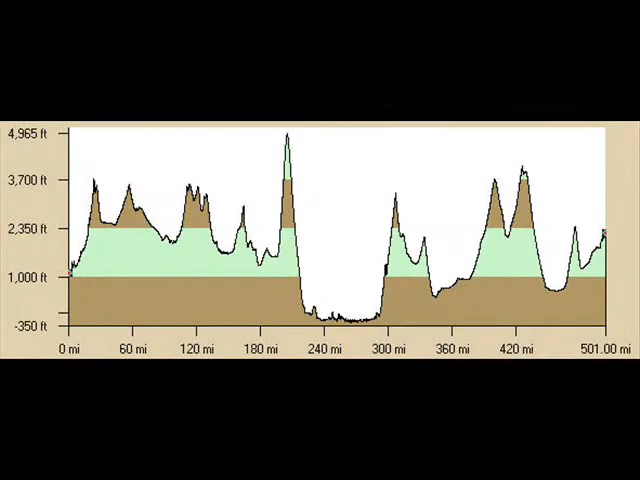 4,965 ft
3,700 ft
2,350 ft
1,000 ft
-350 ft
0 mi 60 mi 120 mi 180 mi 240 mi 300 mi 360 mi 420 mi 501.00 mi